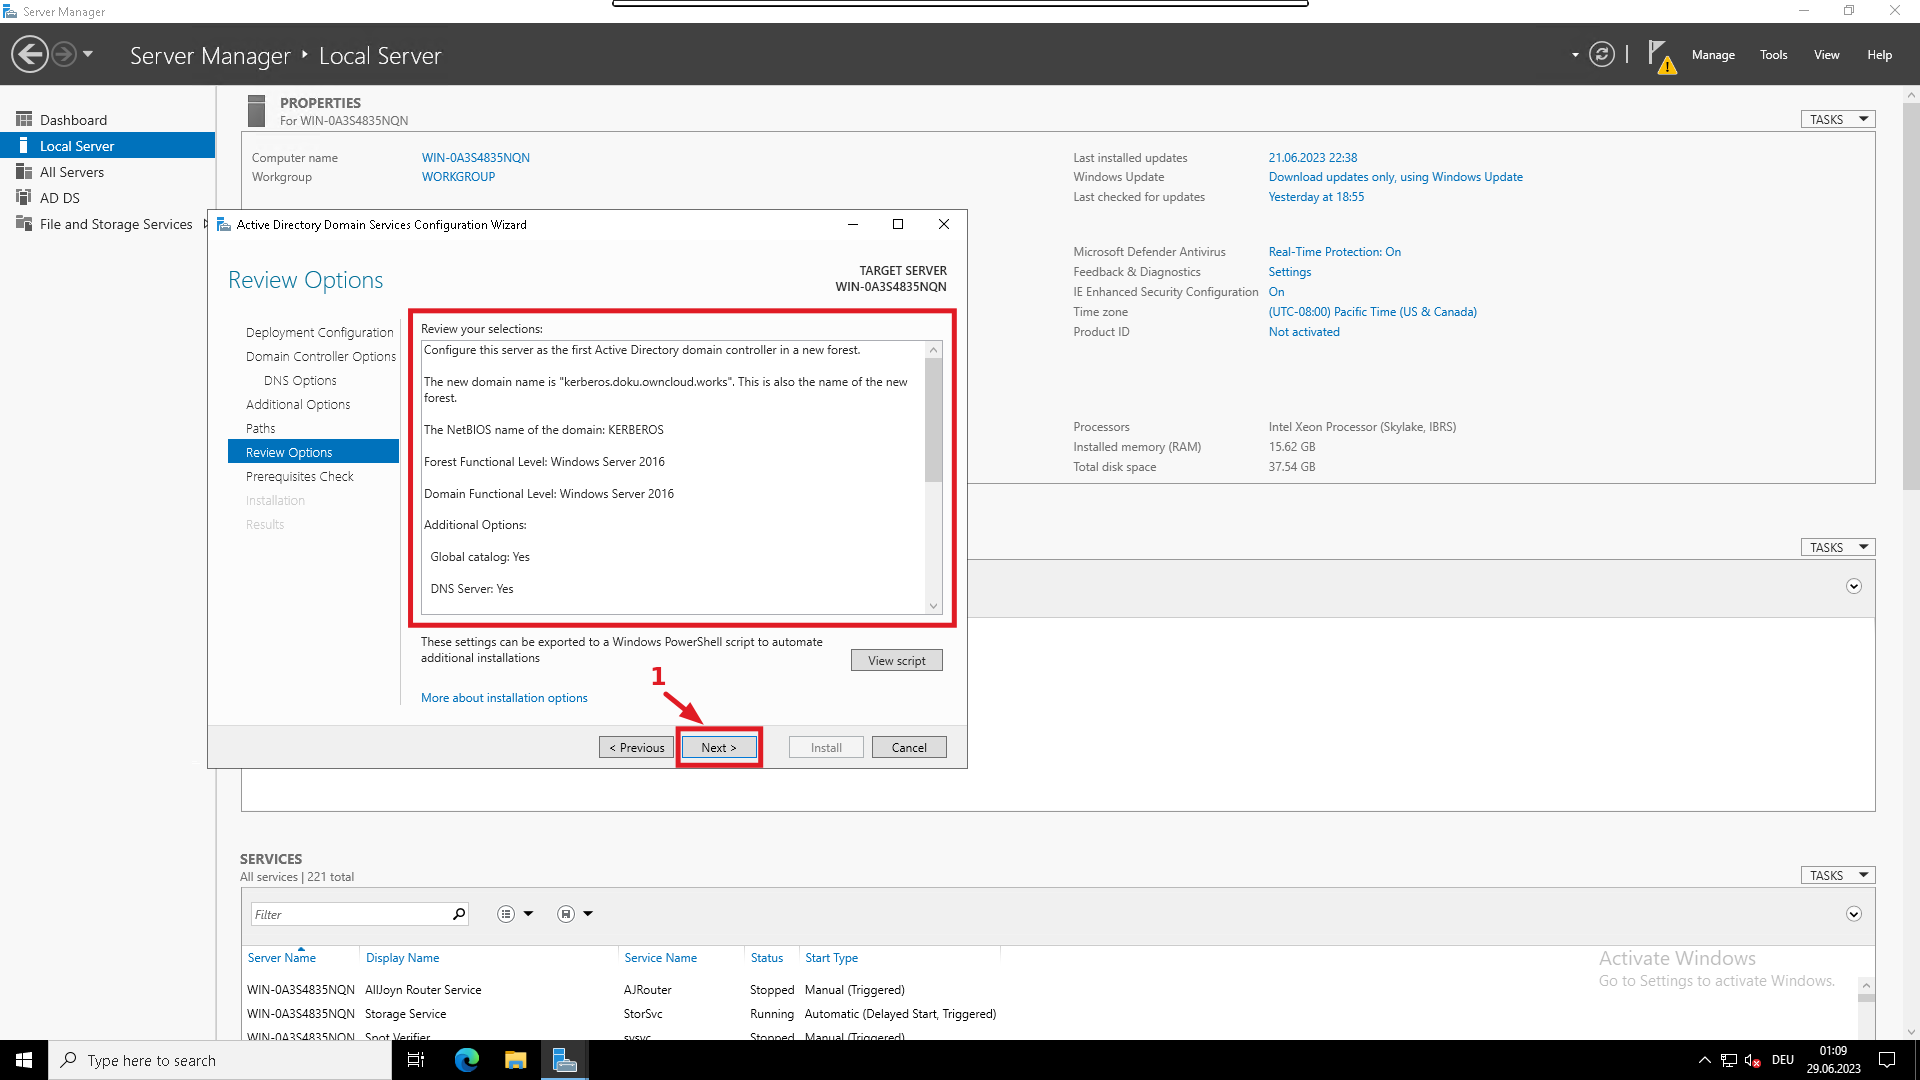 Server Manager
Server Manager ‣ Local Server
Manage
Tools
View
Help
Dashboard
Local Server
All Servers
AD DS
File and Storage Services
PROPERTIES
For WIN-0A3S4835NQN
TASKS
Computer name WIN-0A3S4835NQN
Workgroup WORKGROUP
Last installed updates 21.06.2023 22:38
Windows Update Download updates only, using Windows Update
Last checked for updates Yesterday at 18:55
Microsoft Defender Antivirus Real-Time Protection: On
Feedback & Diagnostics Settings
IE Enhanced Security Configuration On
Time zone (UTC-08:00) Pacific Time (US & Canada)
Product ID Not activated
Processors Intel Xeon Processor (Skylake, IBRS)
Installed memory (RAM) 15.62 GB
Total disk space 37.54 GB
Active Directory Domain Services Configuration Wizard
Review Options
TARGET SERVER
WIN-0A3S4835NQN
Deployment Configuration
Domain Controller Options
DNS Options
Additional Options
Paths
Review Options
Prerequisites Check
Installation
Results
Review your selections:
Configure this server as the first Active Directory domain controller in a new forest.
The new domain name is "kerberos.doku.owncloud.works". This is also the name of the new
forest.
The NetBIOS name of the domain: KERBEROS
Forest Functional Level: Windows Server 2016
Domain Functional Level: Windows Server 2016
Additional Options:
Global catalog: Yes
DNS Server: Yes
These settings can be exported to a Windows PowerShell script to automate
additional installations
View script
1
More about installation options
< Previous
Next >
Install
Cancel
TASKS
SERVICES
All services | 221 total
TASKS
Filter
Server Name Display Name Service Name Status Start Type
WIN-0A3S4835NQN AllJoyn Router Service AJRouter Stopped Manual (Triggered)
WIN-0A3S4835NQN Storage Service StorSvc Running Automatic (Delayed Start, Triggered)
WIN-0A3S4835NQN Spot Verifier svsvc Stopped Manual (Triggered)
Activate Windows
Go to Settings to activate Windows.
Type here to search
DEU
01:09
29.06.2023